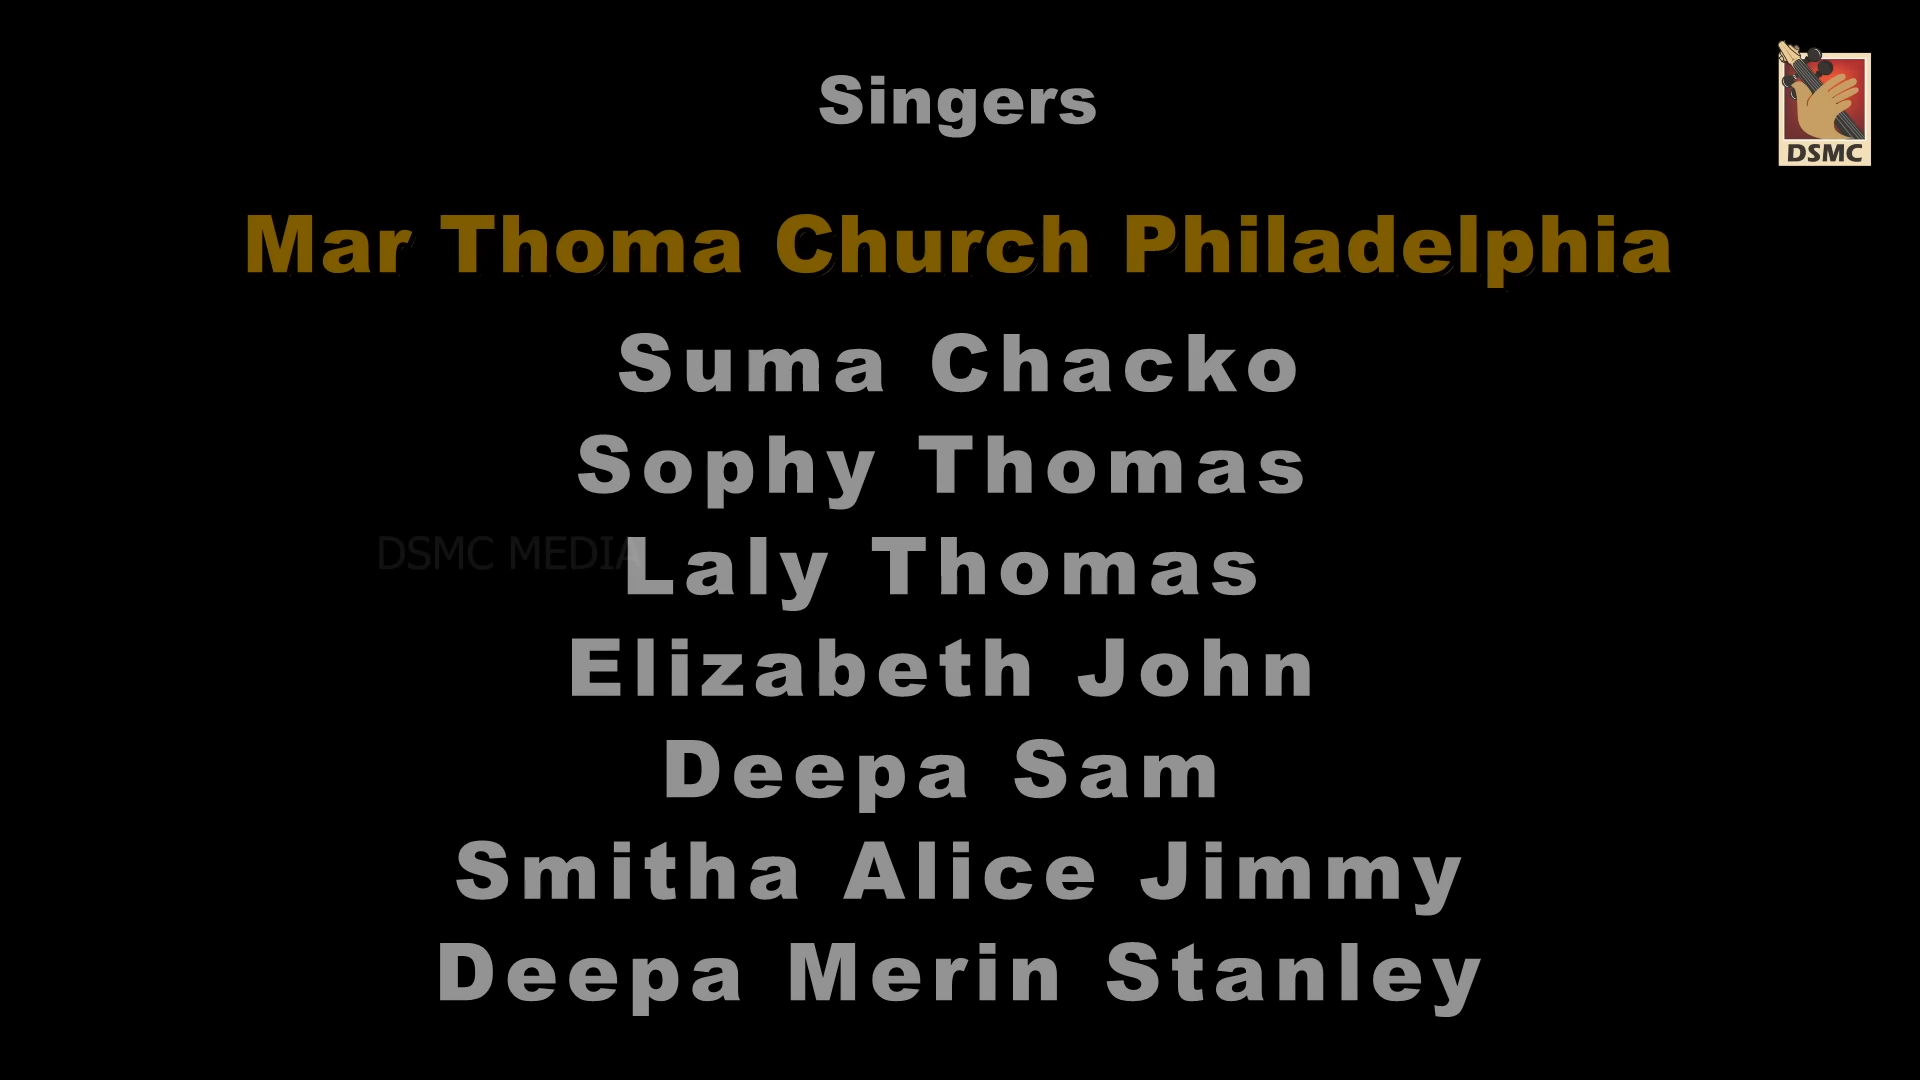 Singers
DSMC
Mar Thoma Church Philadelphia
Suma Chacko
Sophy Thomas
DSMC MEDIA
Laly Thomas
Elizabeth John
Deepa Sam
Smitha Alice Jimmy
Deepa Merin Stanley